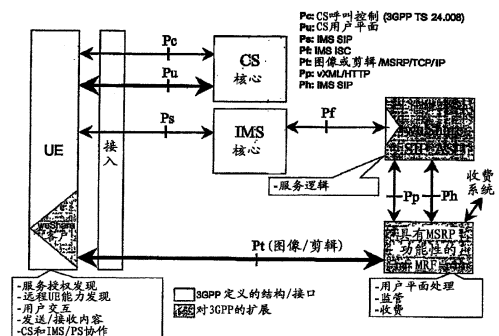 Pc: CS呼叫控制 (3GPP TS 24.008)
Pu: CS用户平面
Ps: IMS SIP
Pf: IMS ISC
Pt: 图像或剪辑/MSRP/TCP/IP
Pp: vXML/HTTP
Ph: IMS SIP
Pc
CS
核心
Pu
Ps
IMS
核心
Pf
UE
接入
-服务逻辑
收费
系统
Pp
Ph
weShare
客户
具有MSRP
功能性的
MRF
Pt (图像/剪辑)
-服务授权发现
-远程UE能力发现
-用户交互
-发送/接收内容
-CS和IMS/PS协作
3GPP 定义的结构/接口
对3GPP的扩展
-用户平面处理
-监管
-收费